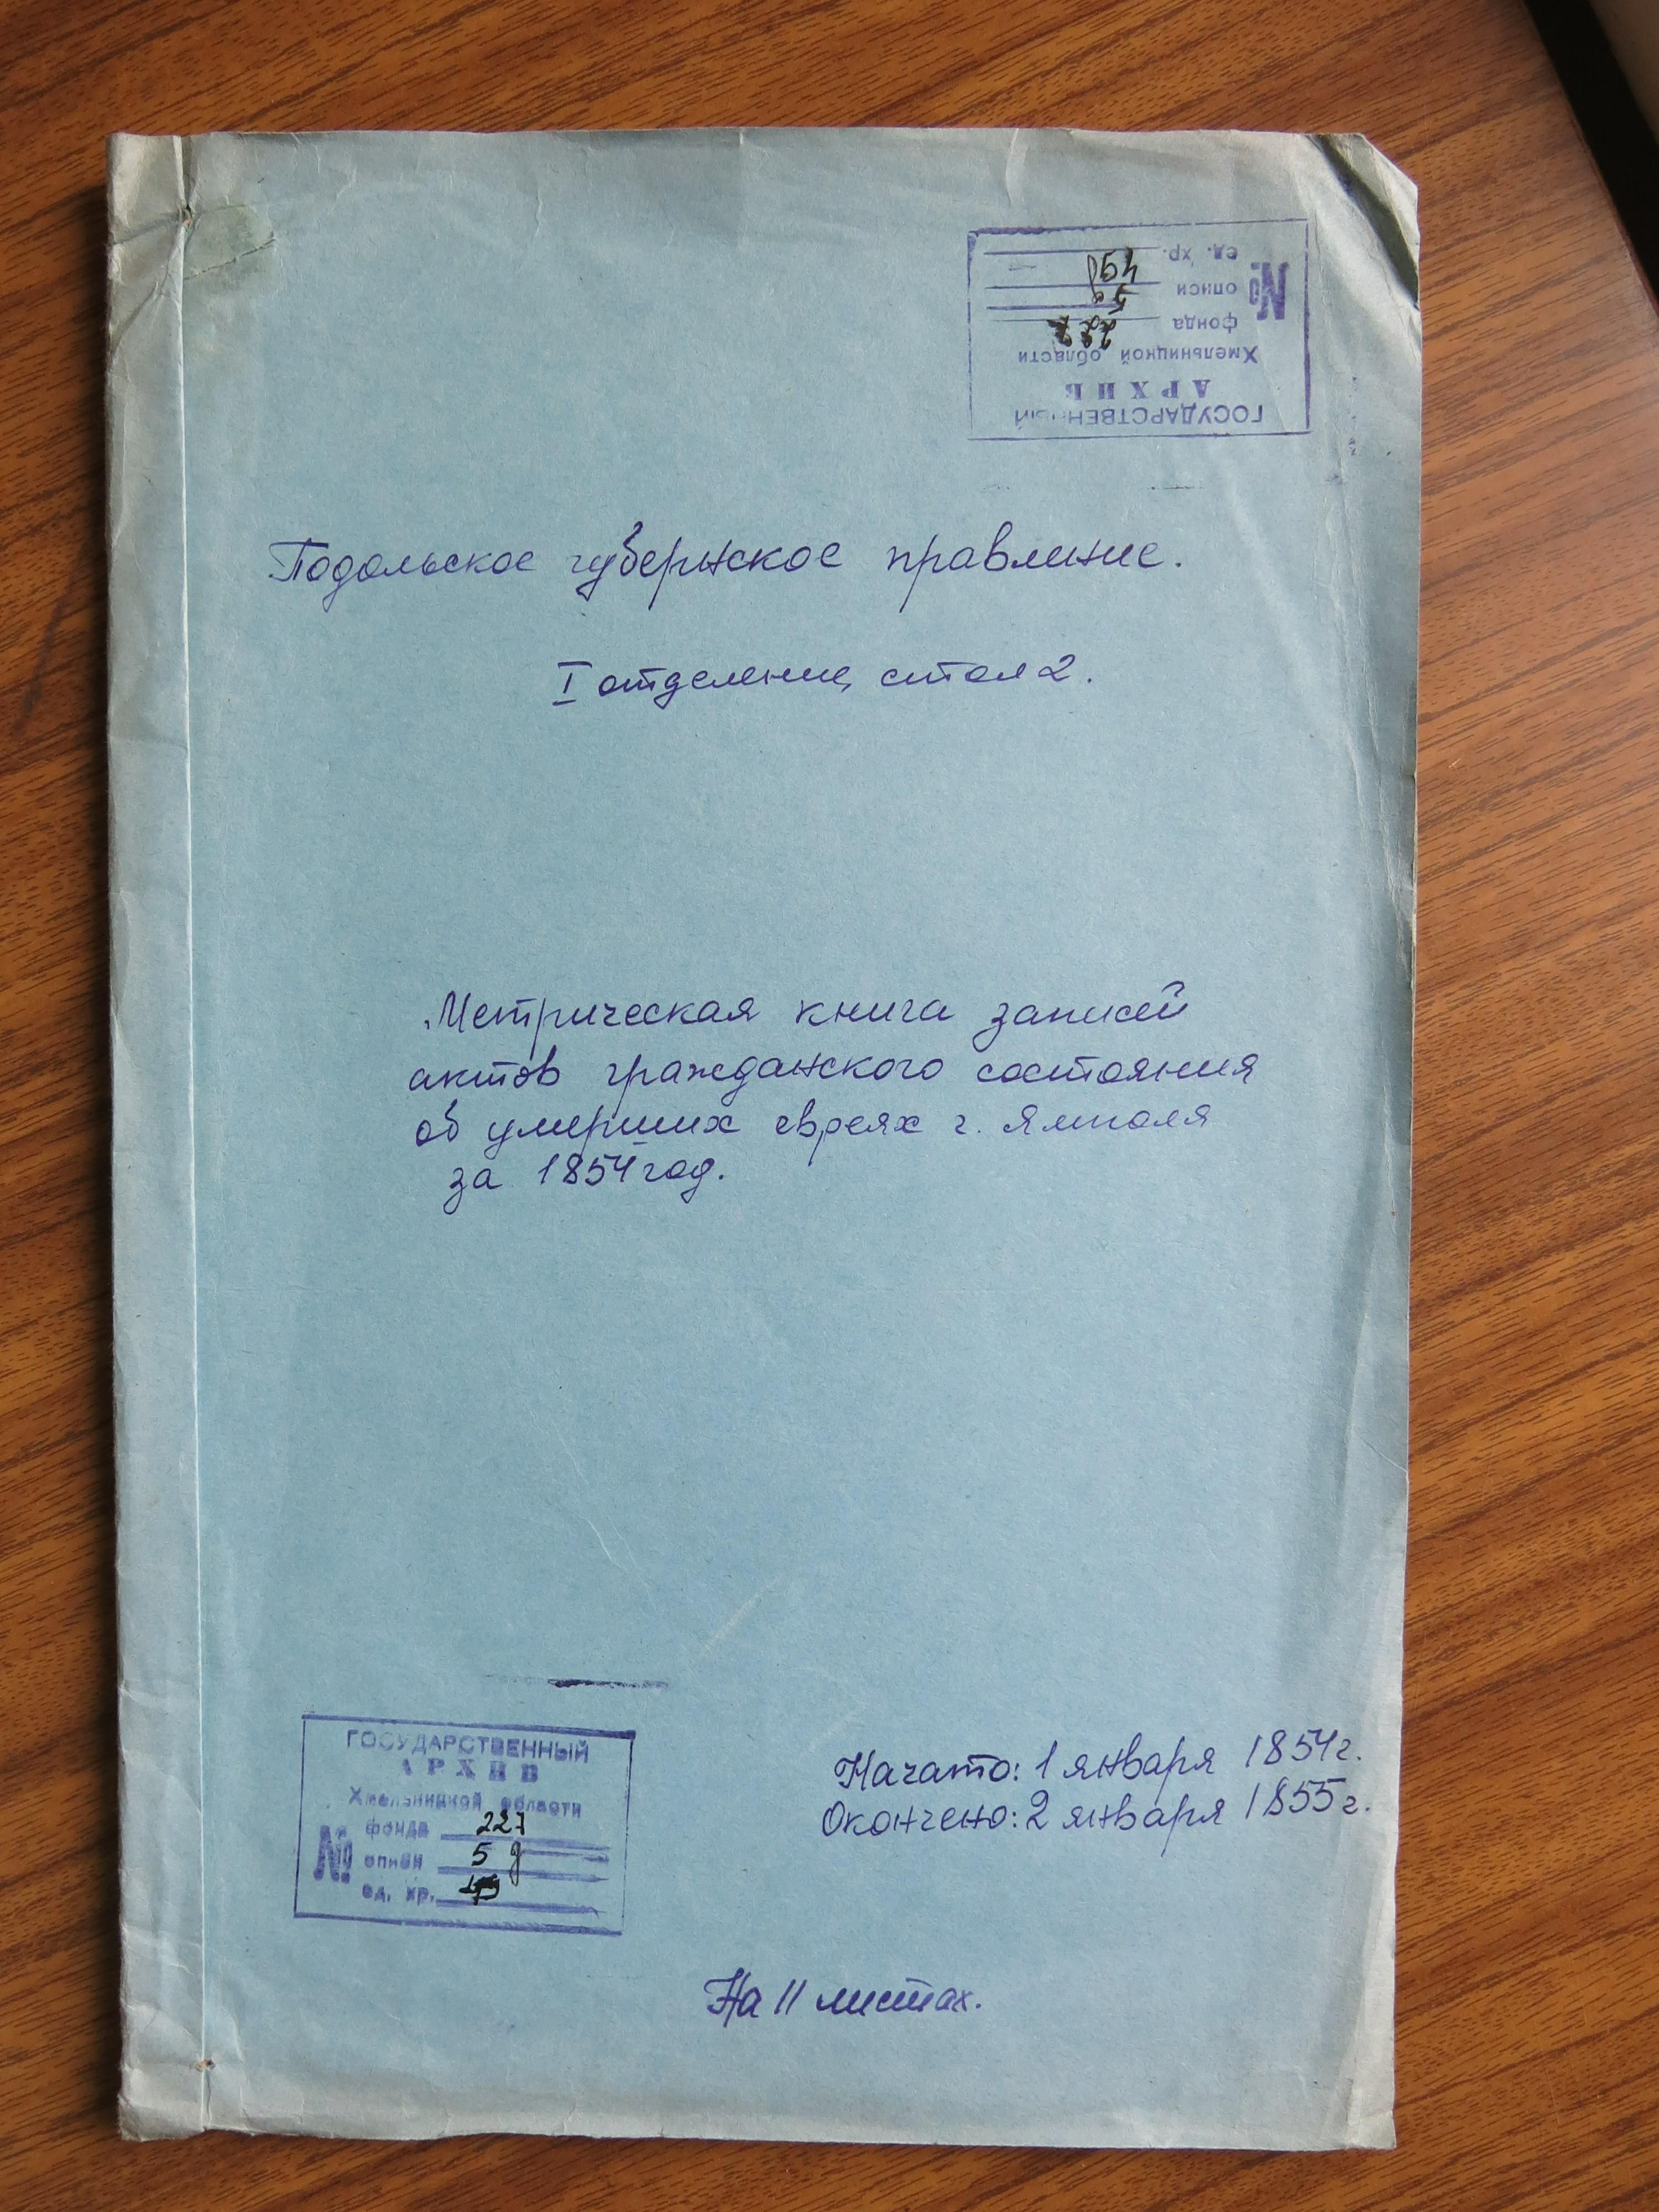 ГОСУДАРСТВЕННЫЙ
АРХИВ
Хмельницкой области
№ фонда 227
описи 5д
ед. хр.
Подольское губернское правление.
I отделение, стол 2.
Метрическая книга записей
актов гражданского состояния
об умерших евреях г. Ямполя
за 1854 год.
Начато: 1 января 1854 г.
Окончено: 2 января 1855 г.
ГОСУДАРСТВЕННЫЙ
АРХИВ
Хмельницкой области
№ фонда 227
описи 5 д
ед. хр.
На 11 листах.